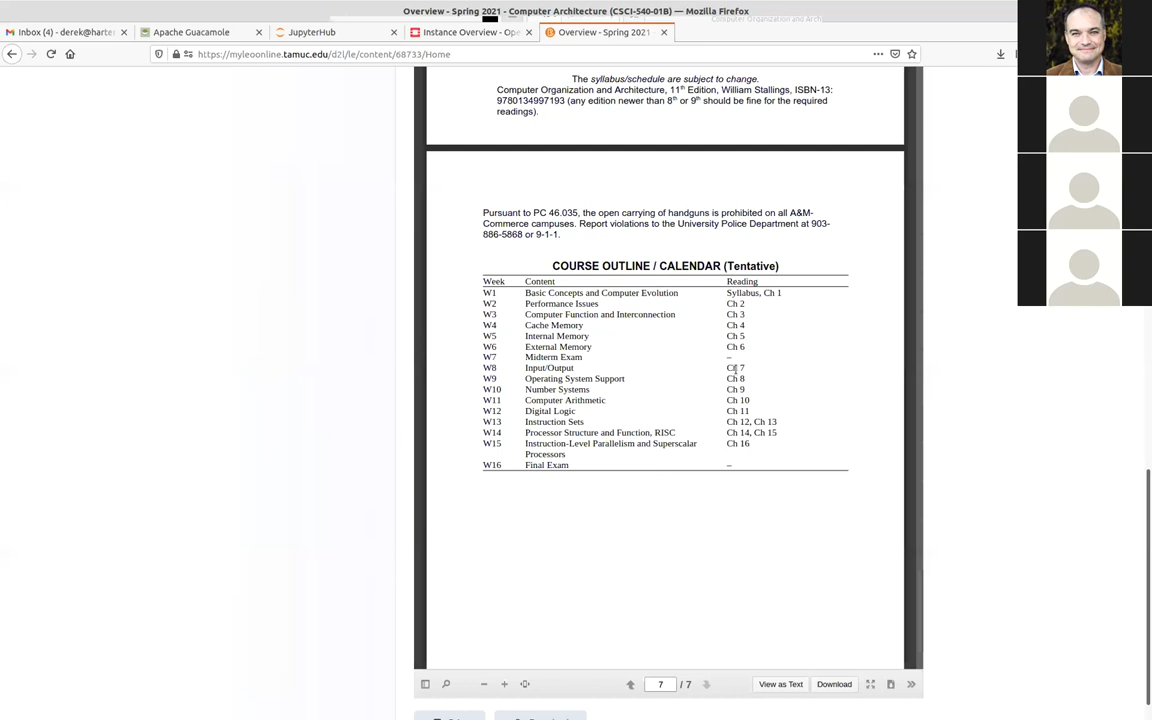 Overview - Spring 2021 - Computer Architecture (CSCI-540-01B) — Mozilla Firefox
Computer Organization and Arch
Inbox (4) - derek@harter
Apache Guacamole
JupyterHub
Instance Overview - Ope
Overview - Spring 2021
https://myleoonline.tamuc.edu/d2l/le/content/68733/Home
The syllabus/schedule are subject to change.
Computer Organization and Architecture, 11th Edition, William Stallings, ISBN-13:
9780134997193 (any edition newer than 8th or 9th should be fine for the required
readings).
Pursuant to PC 46.035, the open carrying of handguns is prohibited on all A&M-
Commerce campuses. Report violations to the University Police Department at 903-
886-5868 or 9-1-1.
COURSE OUTLINE / CALENDAR (Tentative)
Week Content Reading
W1 Basic Concepts and Computer Evolution Syllabus, Ch 1
W2 Performance Issues Ch 2
W3 Computer Function and Interconnection Ch 3
W4 Cache Memory Ch 4
W5 Internal Memory Ch 5
W6 External Memory Ch 6
W7 Midterm Exam –
W8 Input/Output Ch 7
W9 Operating System Support Ch 8
W10 Number Systems Ch 9
W11 Computer Arithmetic Ch 10
W12 Digital Logic Ch 11
W13 Instruction Sets Ch 12, Ch 13
W14 Processor Structure and Function, RISC Ch 14, Ch 15
W15 Instruction-Level Parallelism and Superscalar Ch 16
Processors
W16 Final Exam –
7 / 7
View as Text
Download